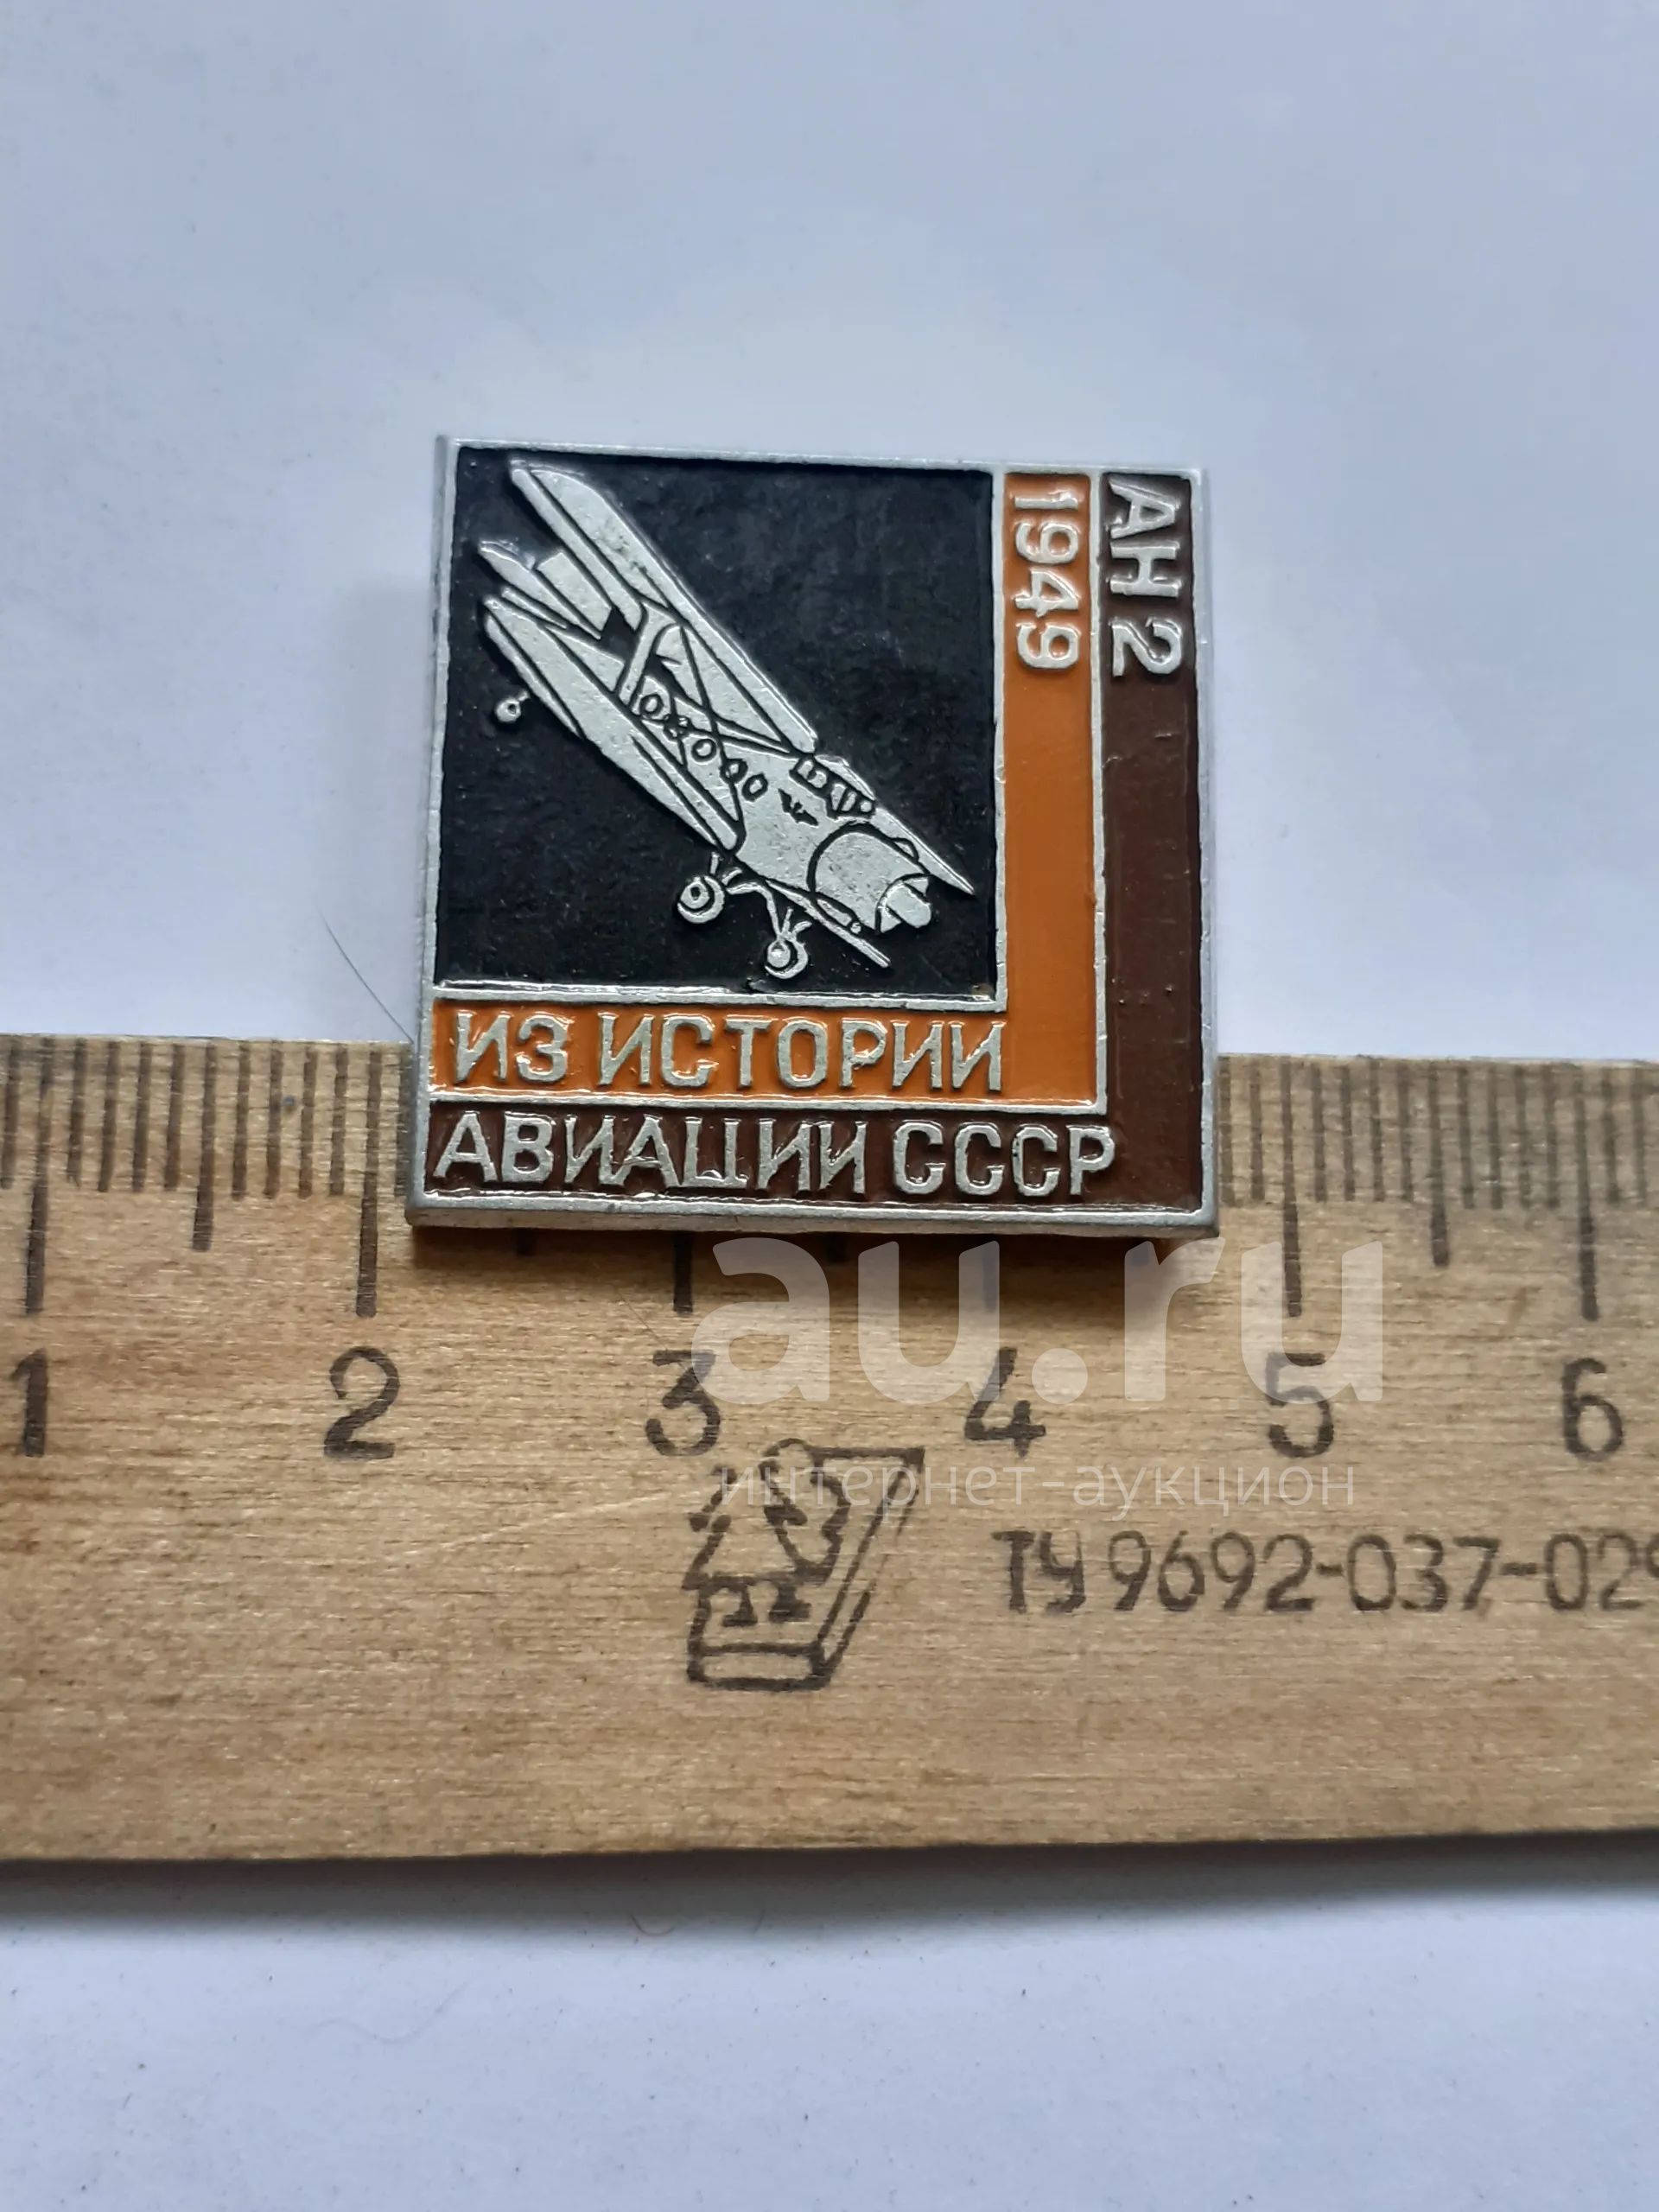 АН 2
1949
ИЗ ИСТОРИИ
АВИАЦИИ СССР
au.ru
интернет-аукцион
1 2 3 4 5 6
ТУ 9692-037-029